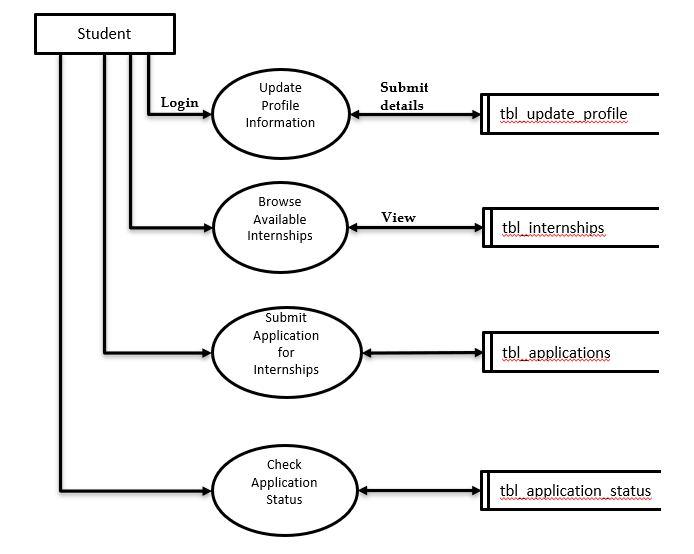 Student
Update
Profile
Information
Login
Submit
details
tbl_update_profile
Browse
Available
Internships
View
tbl_internships
Submit
Application
for
Internships
tbl_applications
Check
Application
Status
tbl_application_status